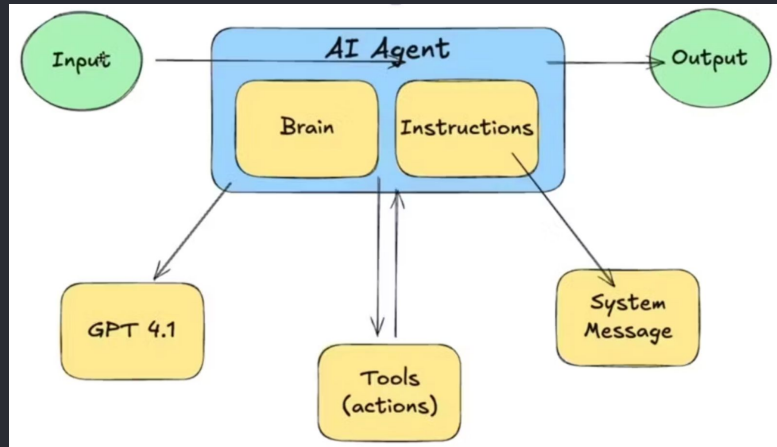 Input
AI Agent
Output
Brain
Instructions
GPT 4.1
Tools
(actions)
System
Message